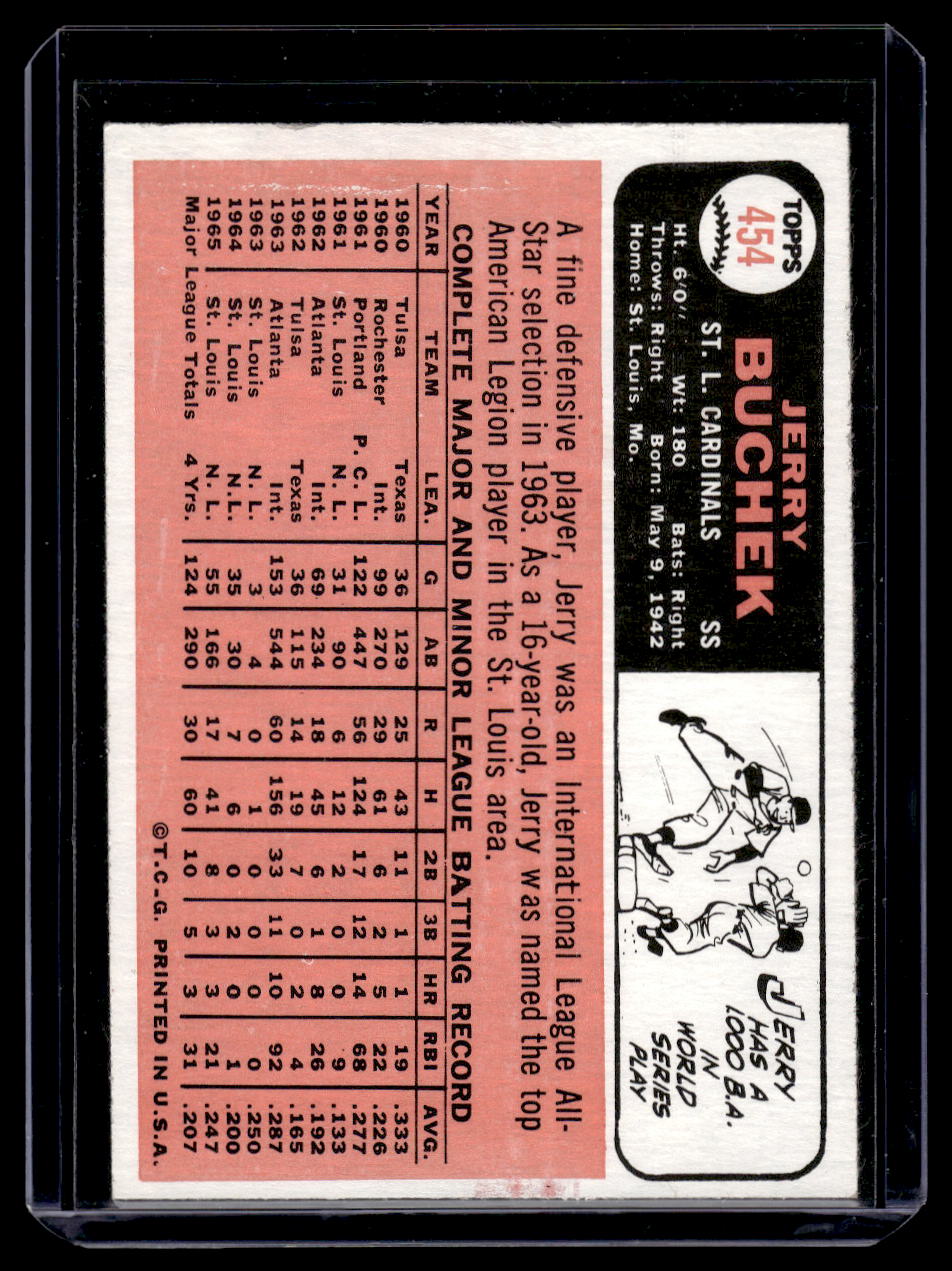 TOPPS
454
JERRY
BUCHEK
ST. L. CARDINALS SS
Ht. 6'0" Wt: 180 Bats: Right
Throws: Right Born: May 9, 1942
Home: St. Louis, Mo.
JERRY
HAS A
1.000 B.A.
IN
WORLD
SERIES
PLAY
A fine defensive player, Jerry was an International League All-
Star selection in 1963. As a 16-year-old, Jerry was named the top
American Legion player in the St. Louis area.
COMPLETE MAJOR AND MINOR LEAGUE BATTING RECORD
YEAR TEAM LEA. G AB R H 2B 3B HR RBI AVG.
1960 Tulsa Texas 36 129 25 43 11 1 1 19 .333
1960 Rochester Int. 99 270 29 61 6 2 5 22 .226
1961 Portland P. C. L. 122 447 56 124 17 12 14 68 .277
1961 St. Louis N. L. 31 90 6 12 2 0 0 9 .133
1962 Atlanta Int. 69 234 18 45 6 1 8 26 .192
1962 Tulsa Texas 36 115 14 19 7 0 2 4 .165
1963 Atlanta Int. 153 544 60 156 33 11 10 92 .287
1963 St. Louis N. L. 3 4 0 1 0 0 0 0 .250
1964 St. Louis N.L. 35 30 7 6 0 2 0 1 .200
1965 St. Louis N. L. 55 166 17 41 8 3 3 21 .247
Major League Totals 4 Yrs. 124 290 30 60 10 5 3 31 .207
©T.C-G. PRINTED IN U.S.A.